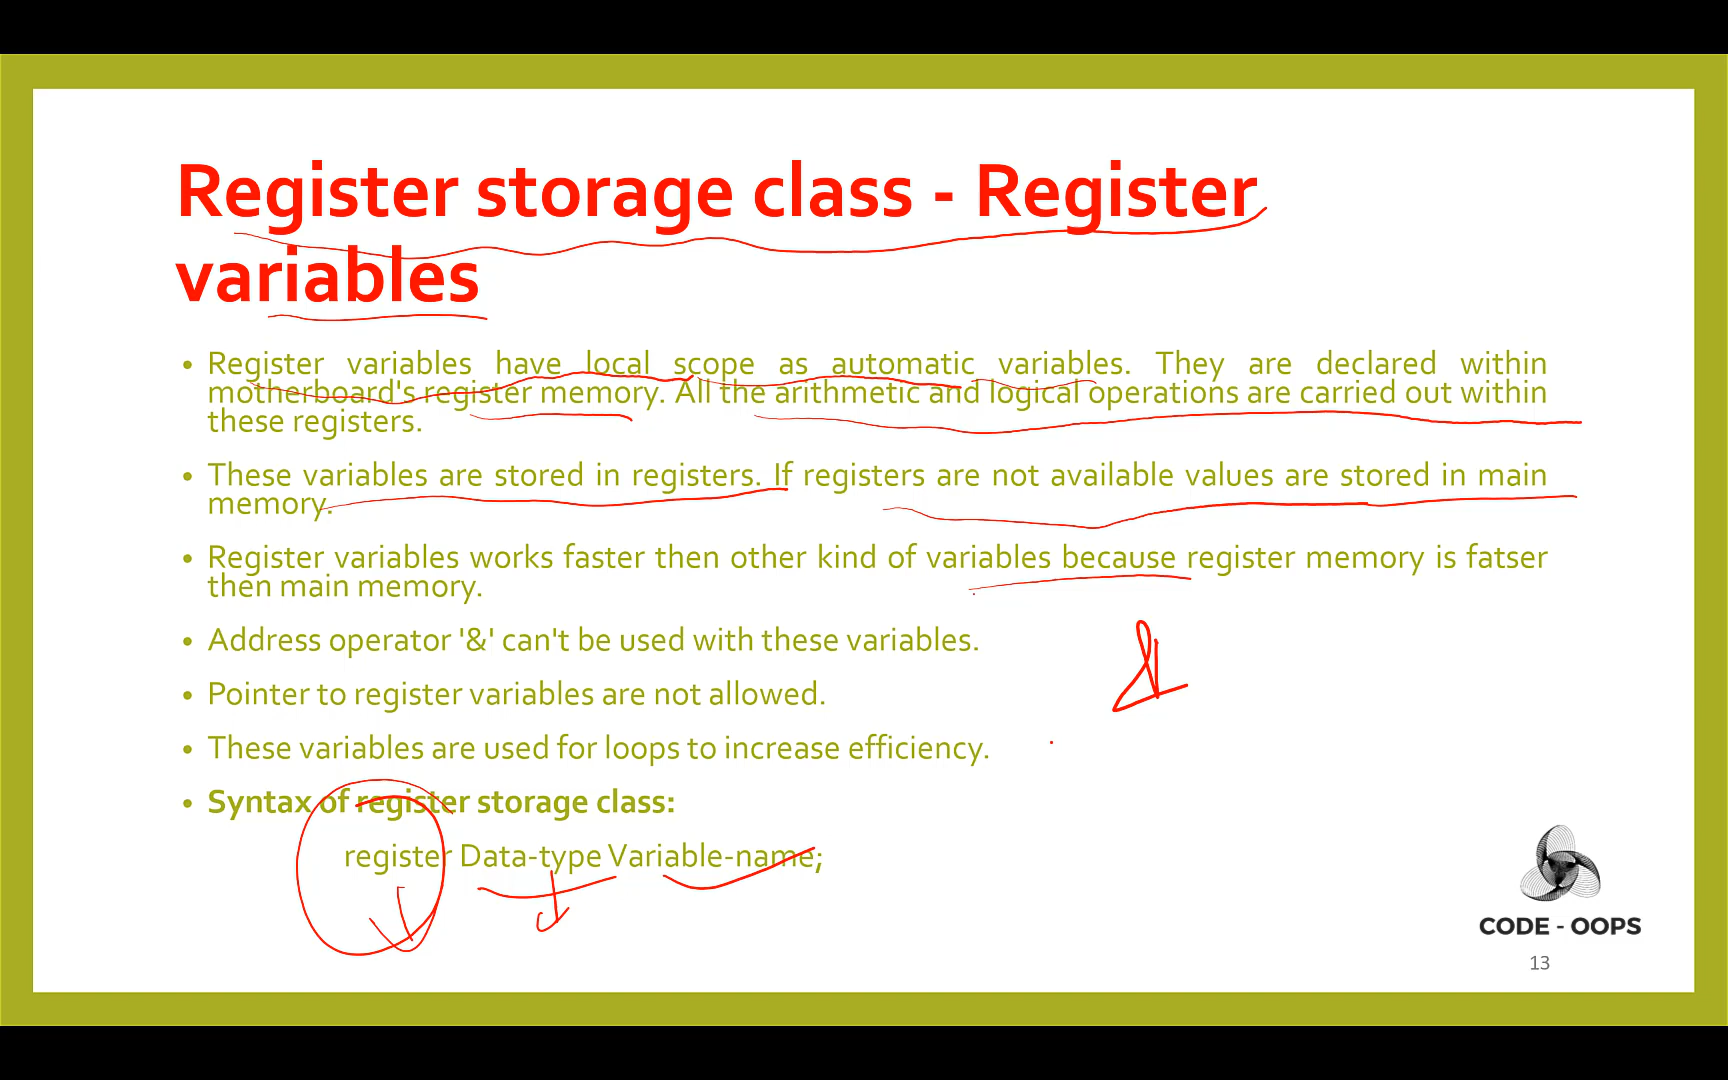 Register storage class - Register
variables
• Register variables have local scope as automatic variables. They are declared within
motherboard's register memory. All the arithmetic and logical operations are carried out within
these registers.
• These variables are stored in registers. If registers are not available values are stored in main
memory.
• Register variables works faster then other kind of variables because register memory is fatser
then main memory.
• Address operator '&' can't be used with these variables.
&
• Pointer to register variables are not allowed.
• These variables are used for loops to increase efficiency.
• Syntax of register storage class:
register Data-type Variable-name;
CODE - OOPS
13